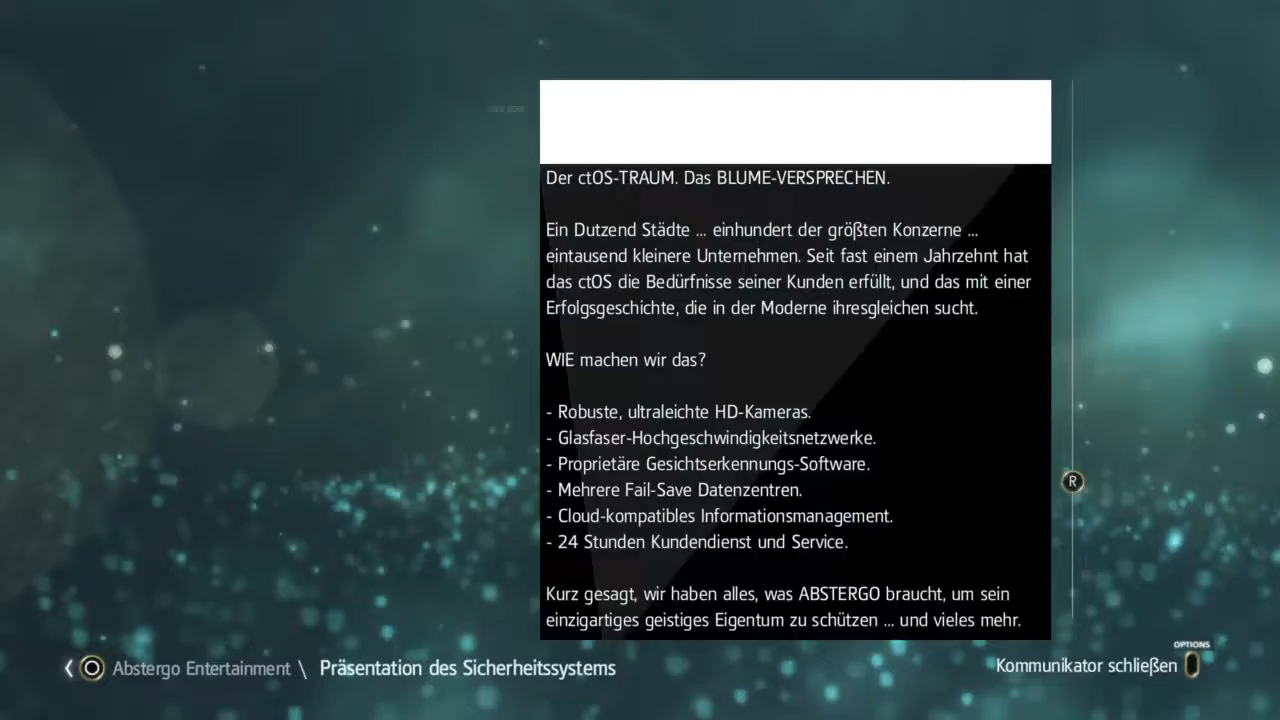 Der ctOS-TRAUM. Das BLUME-VERSPRECHEN.
Ein Dutzend Städte ... einhundert der größten Konzerne ...
eintausend kleinere Unternehmen. Seit fast einem Jahrzehnt hat
das ctOS die Bedürfnisse seiner Kunden erfüllt, und das mit einer
Erfolgsgeschichte, die in der Moderne ihresgleichen sucht.
WIE machen wir das?
- Robuste, ultraleichte HD-Kameras.
- Glasfaser-Hochgeschwindigkeitsnetzwerke.
- Proprietäre Gesichtserkennungs-Software.
- Mehrere Fail-Save Datenzentren.
- Cloud-kompatibles Informationsmanagement.
- 24 Stunden Kundendienst und Service.
Kurz gesagt, wir haben alles, was ABSTERGO braucht, um sein
einzigartiges geistiges Eigentum zu schützen ... und vieles mehr.
R
OPTIONS
Abstergo Entertainment \ Präsentation des Sicherheitssystems
Kommunikator schließen